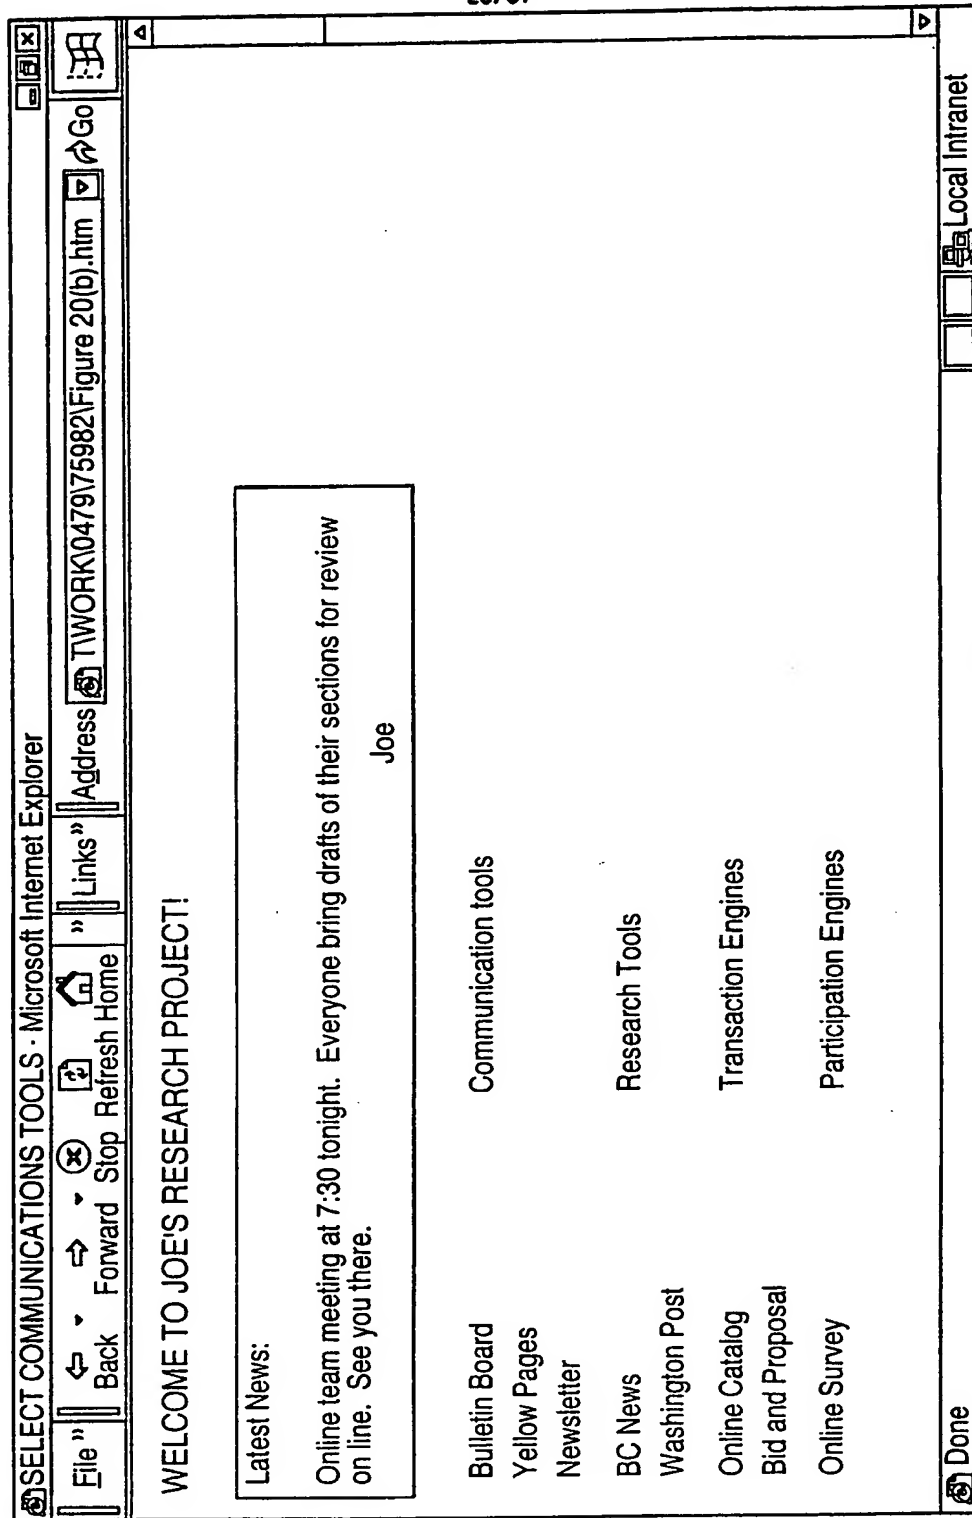 SELECT COMMUNICATIONS TOOLS - Microsoft Internet Explorer
File » Back Forward Stop Refresh Home » Links » Address T\WORK\0479\75982\Figure 20(b).htm Go
WELCOME TO JOE'S RESEARCH PROJECT!
Latest News:
Online team meeting at 7:30 tonight. Everyone bring drafts of their sections for review
on line. See you there.
Joe
Bulletin Board Communication tools
Yellow Pages
Newsletter
BC News Research Tools
Washington Post
Online Catalog Transaction Engines
Bid and Proposal
Online Survey Participation Engines
Done Local Intranet